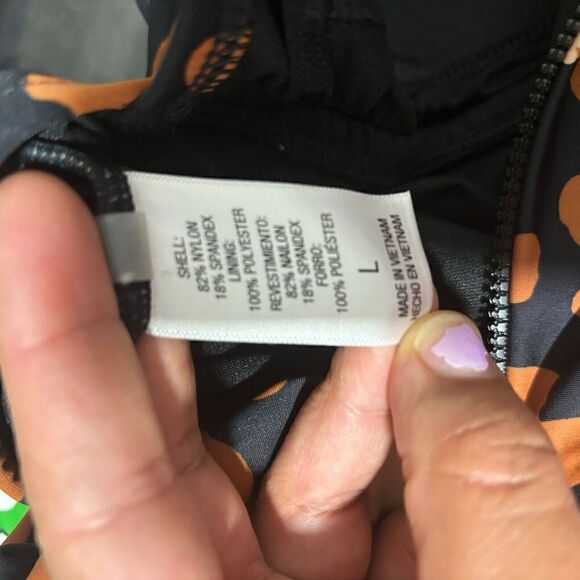 SHELL:
82% NYLON
18% SPANDEX
LINING:
100% POLYESTER
REVESTIMIENTO:
82% NAILON
18% SPANDEX
FORRO:
100% POLIÉSTER
L
MADE IN VIETNAM
HECHO EN VIETNAM